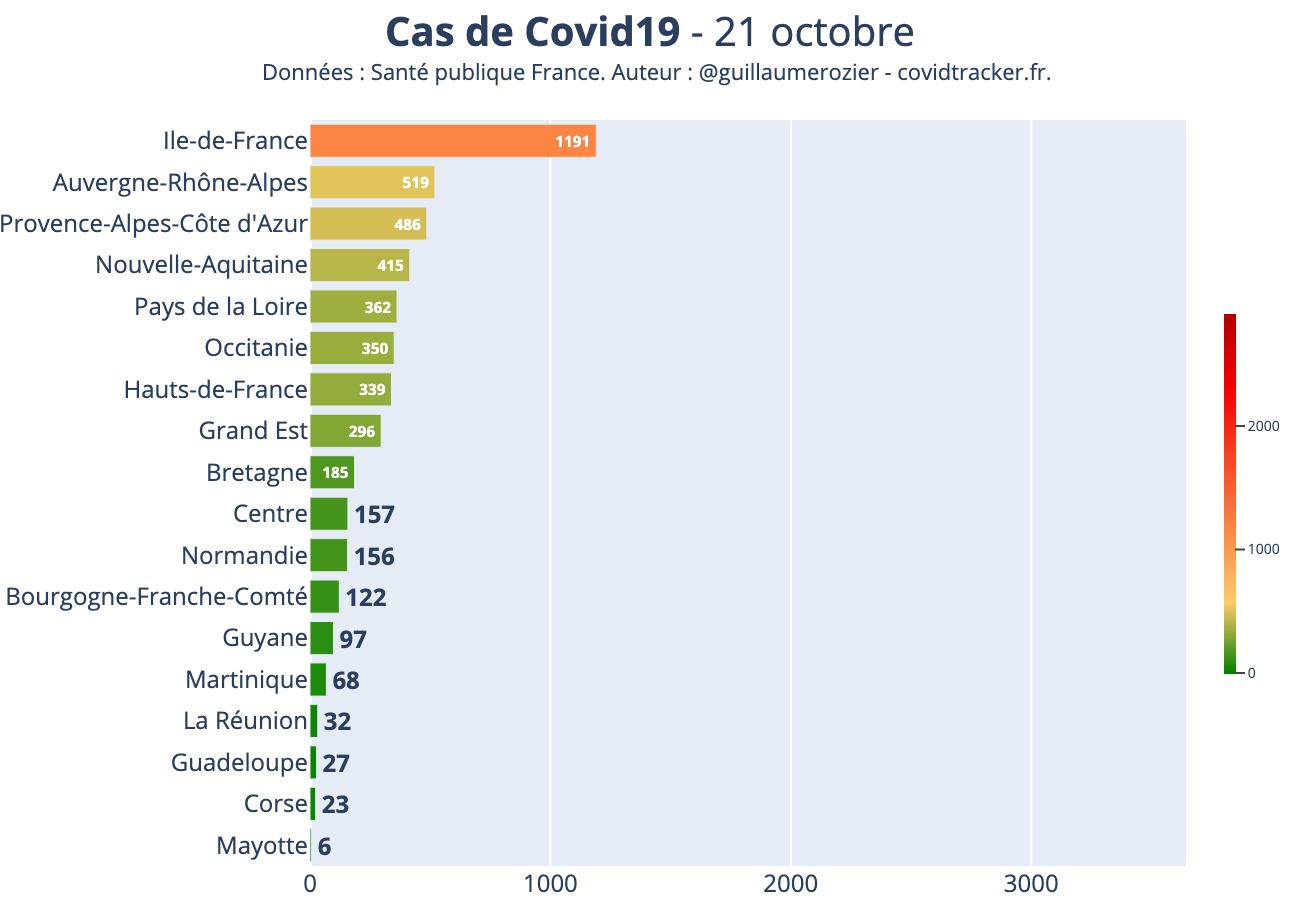 Cas de Covid19 - 21 octobre
Données : Santé publique France. Auteur : @guillaumerozier - covidtracker.fr.
Ile-de-France 1191
Auvergne-Rhône-Alpes 519
Provence-Alpes-Côte d'Azur 486
Nouvelle-Aquitaine 415
Pays de la Loire 362
Occitanie 350
Hauts-de-France 339
Grand Est 296
Bretagne 185
Centre 157
Normandie 156
Bourgogne-Franche-Comté 122
Guyane 97
Martinique 68
La Réunion 32
Guadeloupe 27
Corse 23
Mayotte 6
0 1000 2000 3000
2000
1000
0